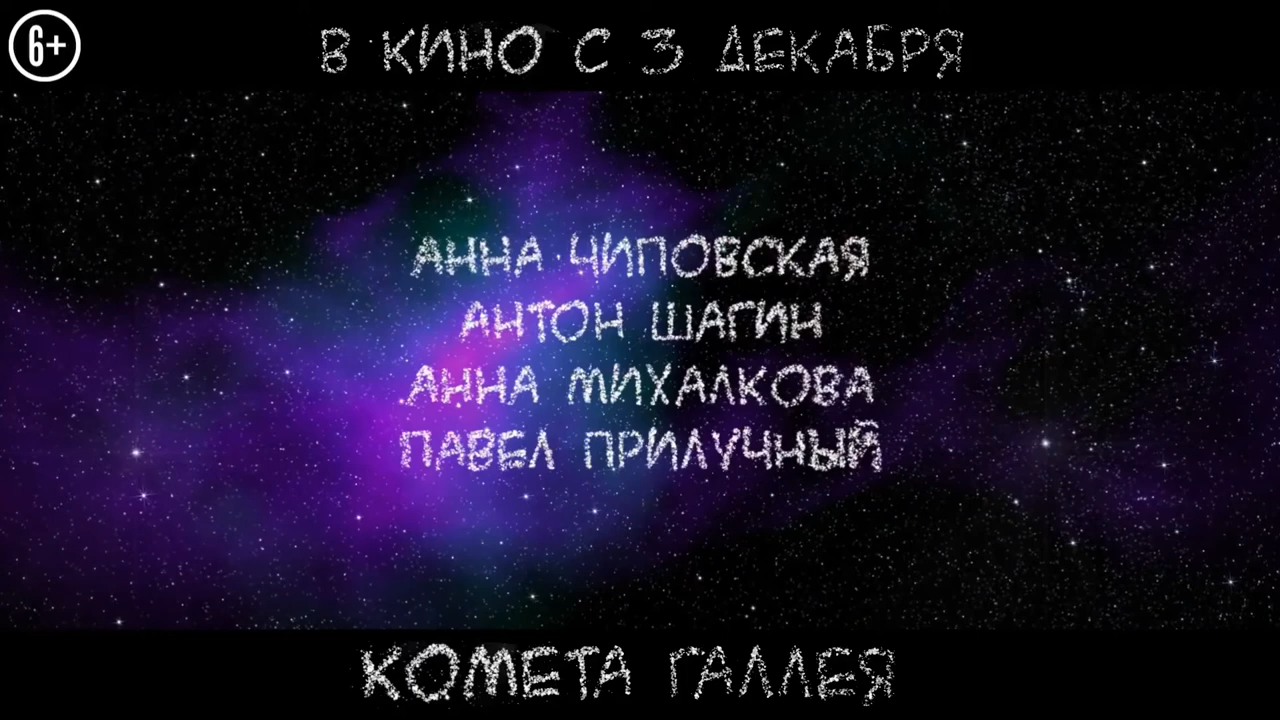 6+
В КИНО С 3 ДЕКАБРЯ
АННА ЧИПОВСКАЯ
АНТОН ШАГИН
АННА МИХАЛКОВА
ПАВЕЛ ПРИЛУЧНЫЙ
КОМЕТА ГАЛЛЕЯ